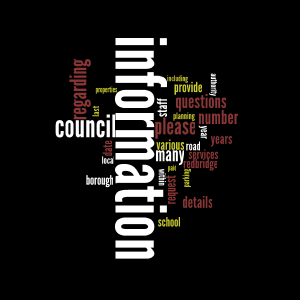 information
regarding
properties
last
including
provide
authority
staff
questions
planning
number
council
please
year
years
date
various
road
local
many
services
redbridge
paid
borough
within
request
parking
details
school